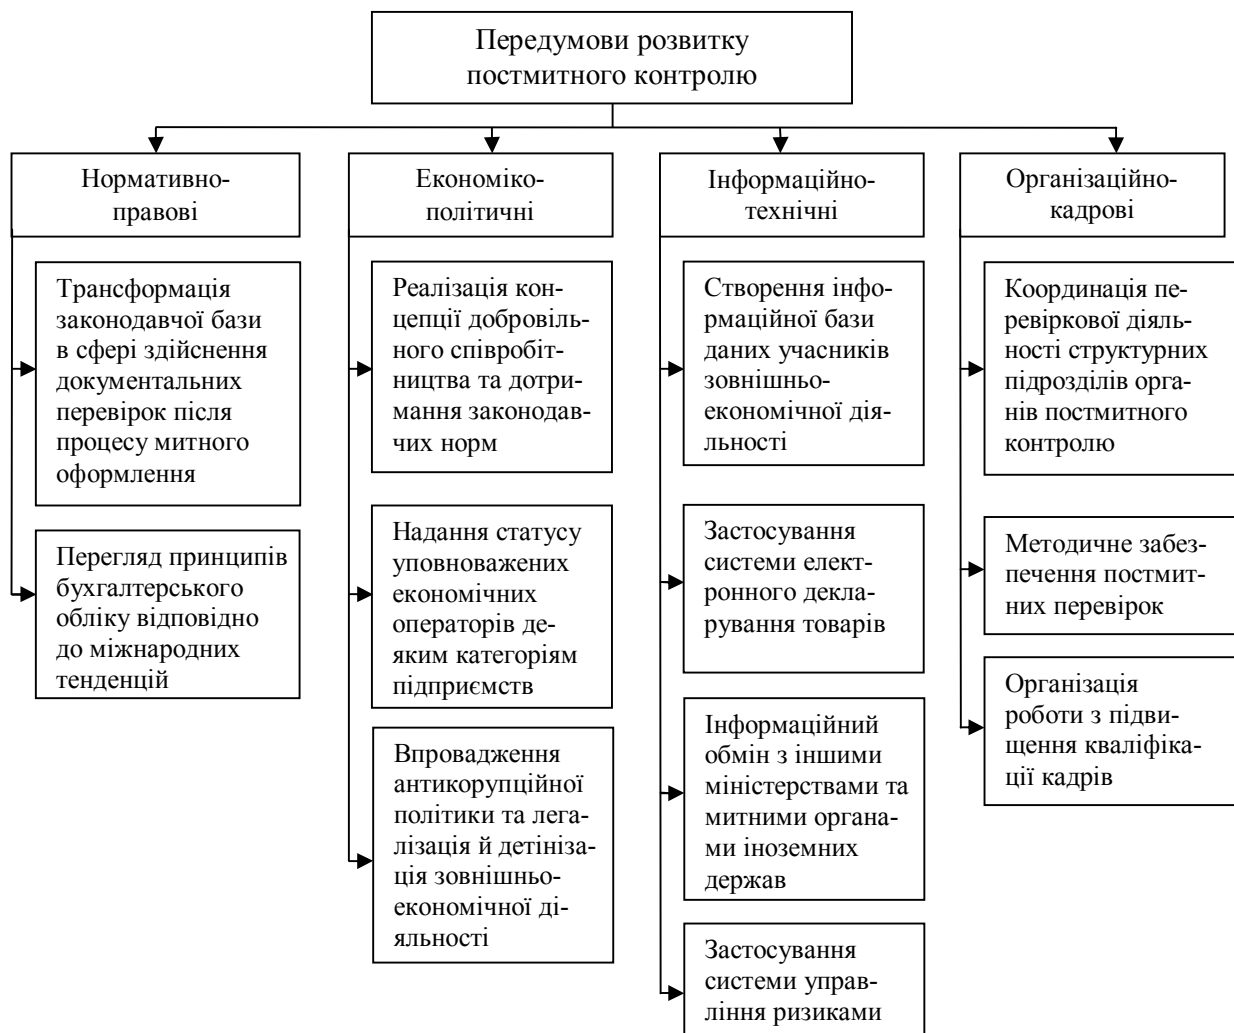 Передумови розвитку
постмитного контролю
Нормативно-
правові
Економіко-
політичні
Інформаційно-
технічні
Організаційно-
кадрові
Трансформація
законодавчої бази
в сфері здійснення
документальних
перевірок після
процесу митного
оформлення
Перегляд принципів
бухгалтерського
обліку відповідно
до міжнародних
тенденцій
Реалізація кон-
цепції добровіль-
ного співробіт-
ництва та дотри-
мання законодав-
чих норм
Надання статусу
уповноважених
економічних
операторів де-
яким категоріям
підприємств
Впровадження
антикорупційної
політики та лега-
лізація й детініза-
ція зовнішньо-
економічної ді-
яльності
Створення інфо-
рмаційної бази
даних учасників
зовнішньо-
економічної дія-
льності
Застосування
системи елект-
ронного декла-
рування товарів
Інформаційний
обмін з іншими
міністерствами та
митними органа-
ми іноземних
держав
Застосування
системи управ-
ління ризиками
Координація пе-
ревіркової діяль-
ності структурних
підрозділів орга-
нів постмитного
контролю
Методичне забез-
печення постмит-
них перевірок
Організація
роботи з підви-
щення кваліфіка-
ції кадрів